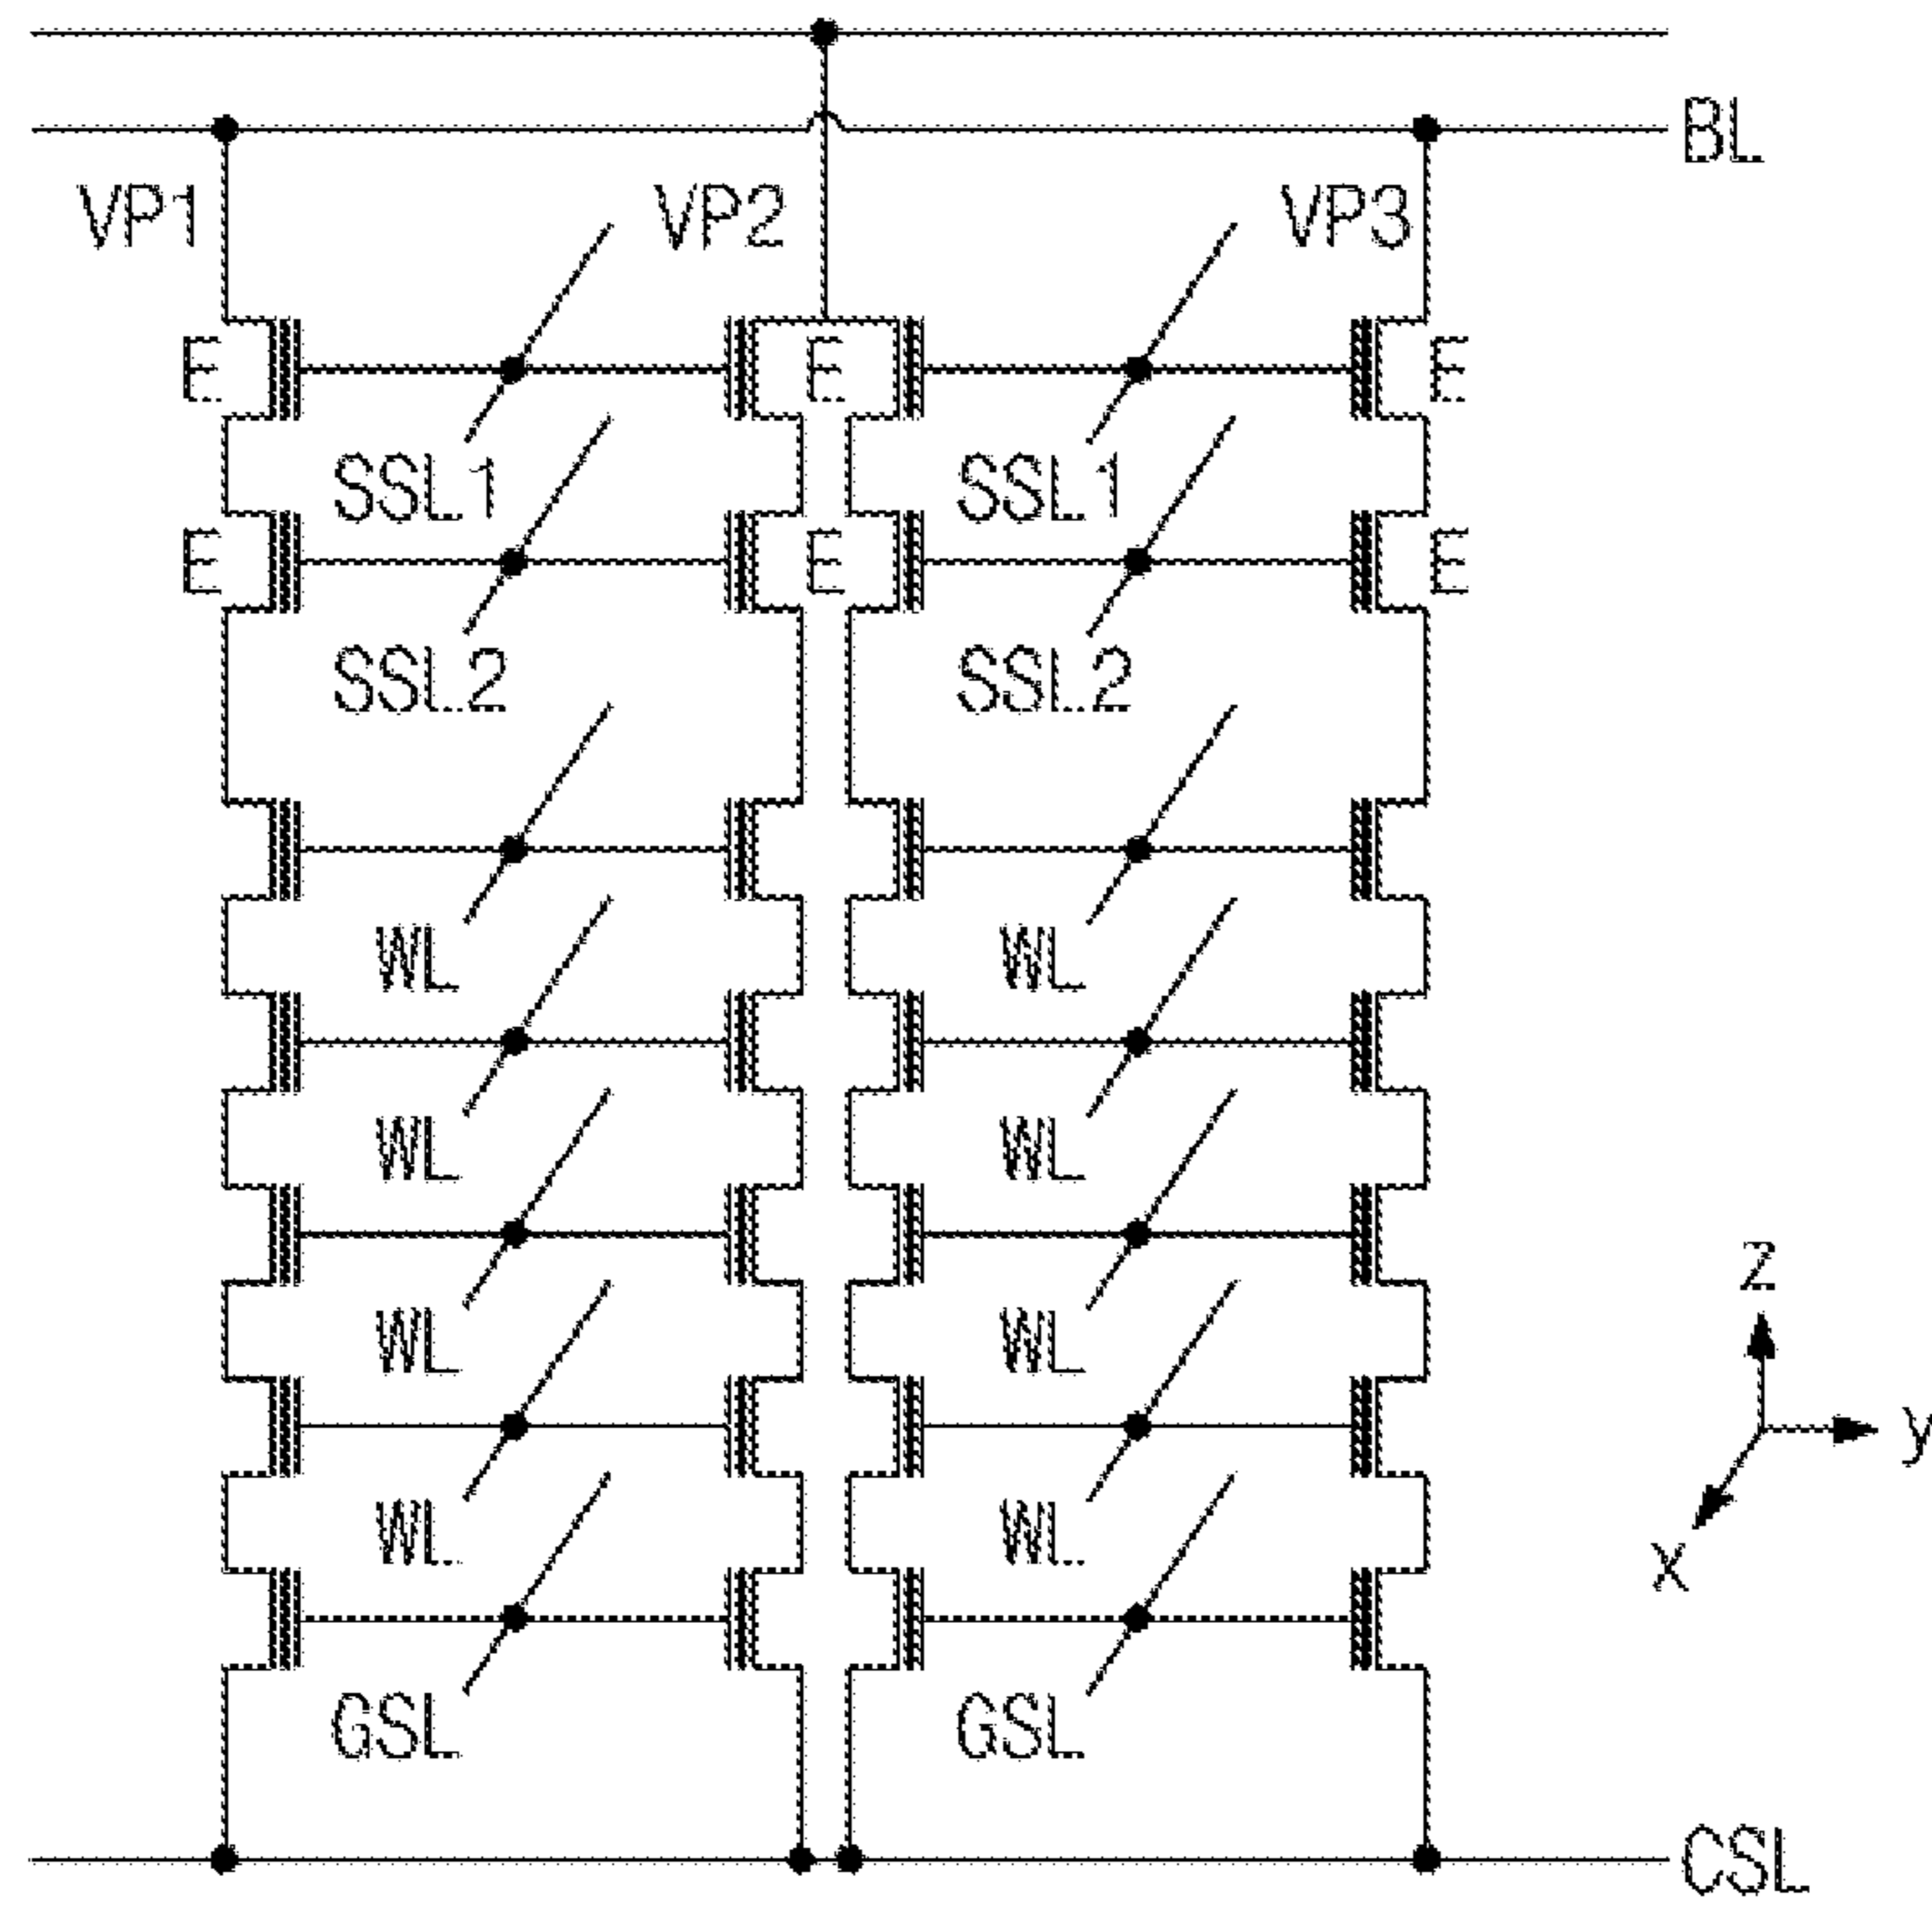 BL
VP1 VP2 VP3
E E E
SSL1 SSL1
E E E
SSL2 SSL2
WL WL
WL WL
WL WL
z
y
WL WL
x
GSL GSL
CSL